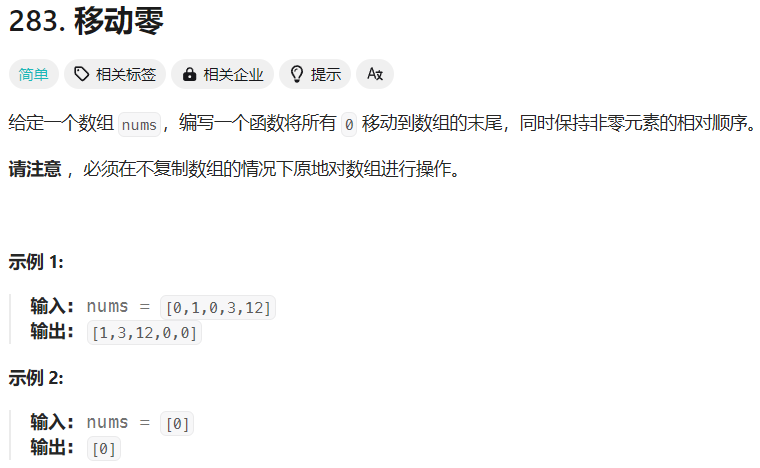 283. 移动零
简单 相关标签 相关企业 提示 A文
给定一个数组 nums，编写一个函数将所有 0 移动到数组的末尾，同时保持非零元素的相对顺序。
请注意 ，必须在不复制数组的情况下原地对数组进行操作。
示例 1:
输入: nums = [0,1,0,3,12]
输出: [1,3,12,0,0]
示例 2:
输入: nums = [0]
输出: [0]